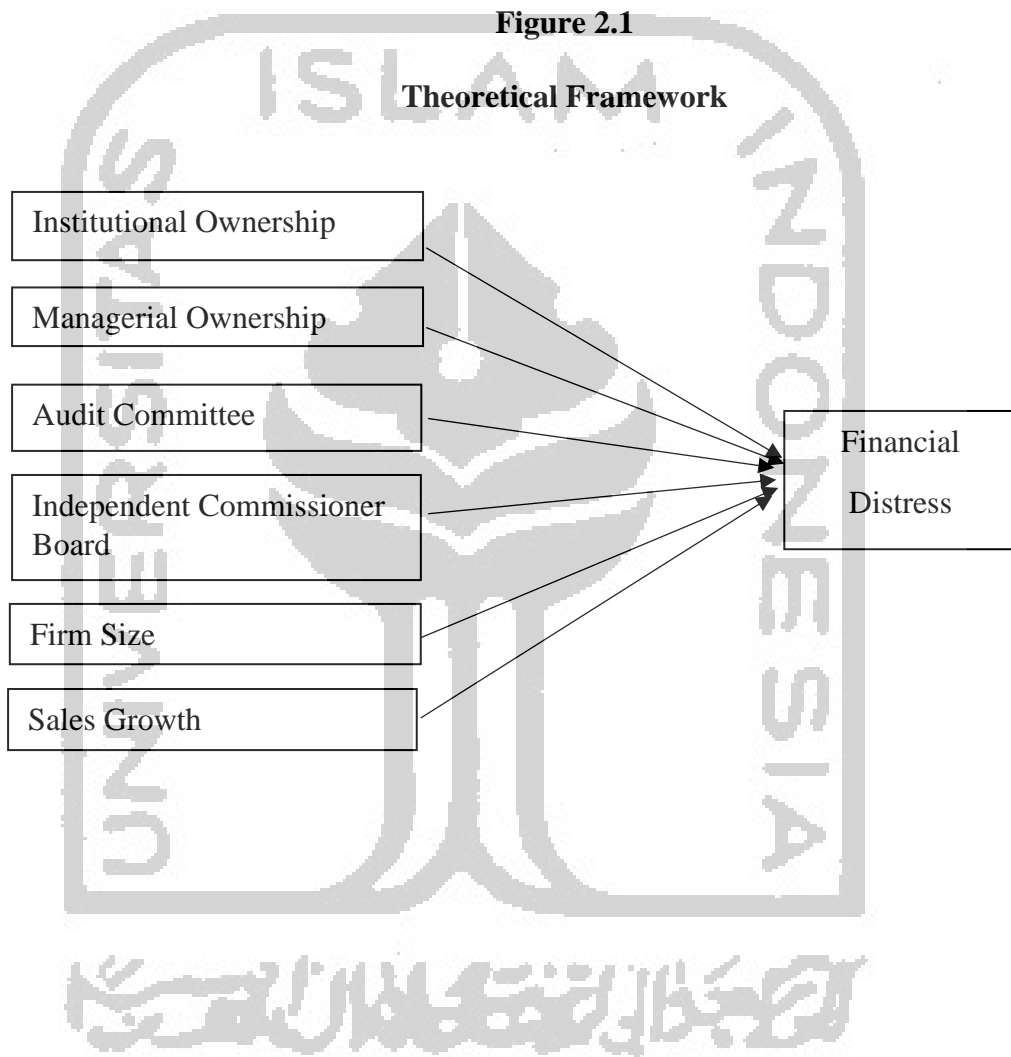 Figure 2.1
Theoretical Framework
Institutional Ownership
Managerial Ownership
Audit Committee
Independent Commissioner
Board
Firm Size
Sales Growth
Financial
Distress
UNIVERSITAS
ISLAM
INDONESIA